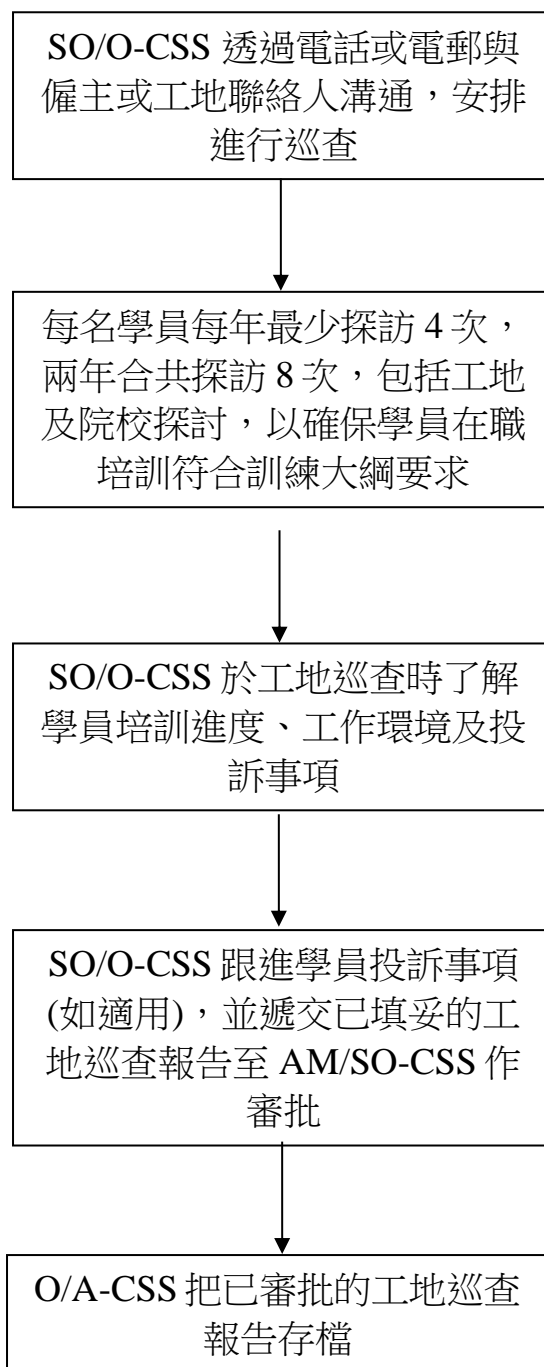 SO/O-CSS 透過電話或電郵與
僱主或工地聯絡人溝通，安排
進行巡查
每名學員每年最少探訪 4 次，
兩年合共探訪 8 次，包括工地
及院校探討，以確保學員在職
培訓符合訓練大綱要求
SO/O-CSS 於工地巡查時了解
學員培訓進度、工作環境及投
訴事項
SO/O-CSS 跟進學員投訴事項
(如適用)，並遞交已填妥的工
地巡查報告至 AM/SO-CSS 作
審批
O/A-CSS 把已審批的工地巡查
報告存檔